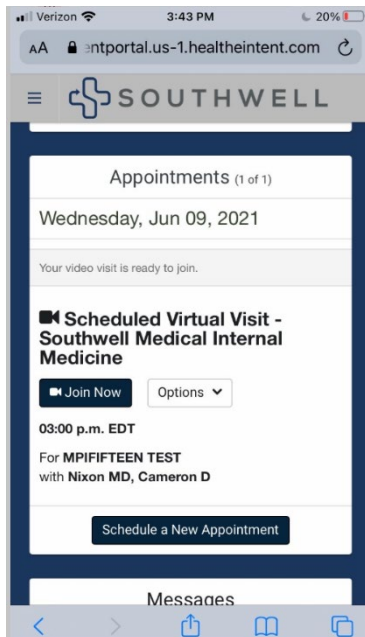 Verizon 3:43 PM 20%
AA entportal.us-1.healtheintent.com
SOUTHWELL
Appointments (1 of 1)
Wednesday, Jun 09, 2021
Your video visit is ready to join.
Scheduled Virtual Visit -
Southwell Medical Internal
Medicine
Join Now Options
03:00 p.m. EDT
For MPIFIFTEEN TEST
with Nixon MD, Cameron D
Schedule a New Appointment
Messages